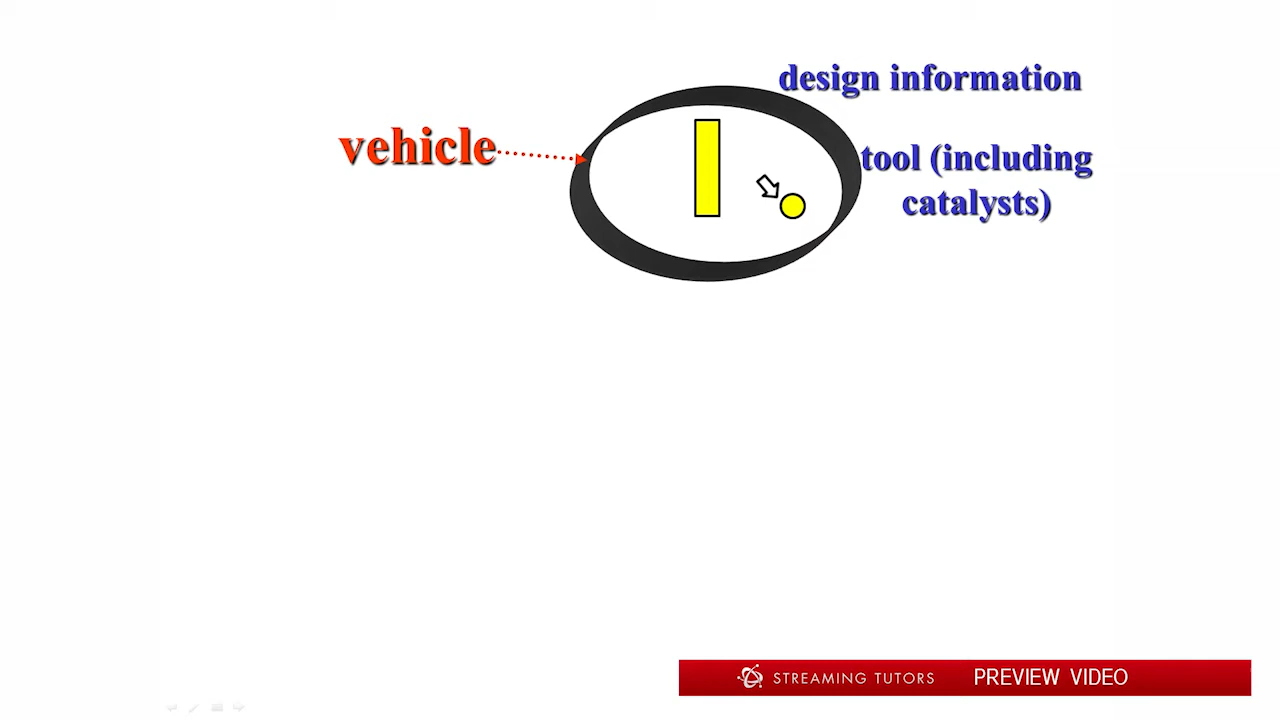 design information
vehicle
tool (including
catalysts)
STREAMING TUTORS PREVIEW VIDEO